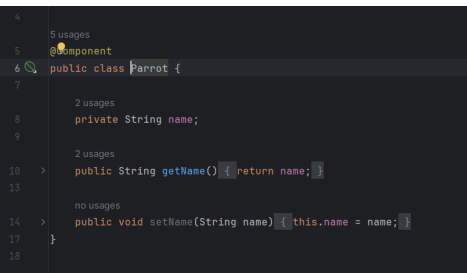 4
5 usages
5 @Component
6 public class Parrot {
7
2 usages
8 private String name;
9
2 usages
10 > public String getName() { return name; }
13
no usages
14 > public void setName(String name) { this.name = name; }
17 }
18